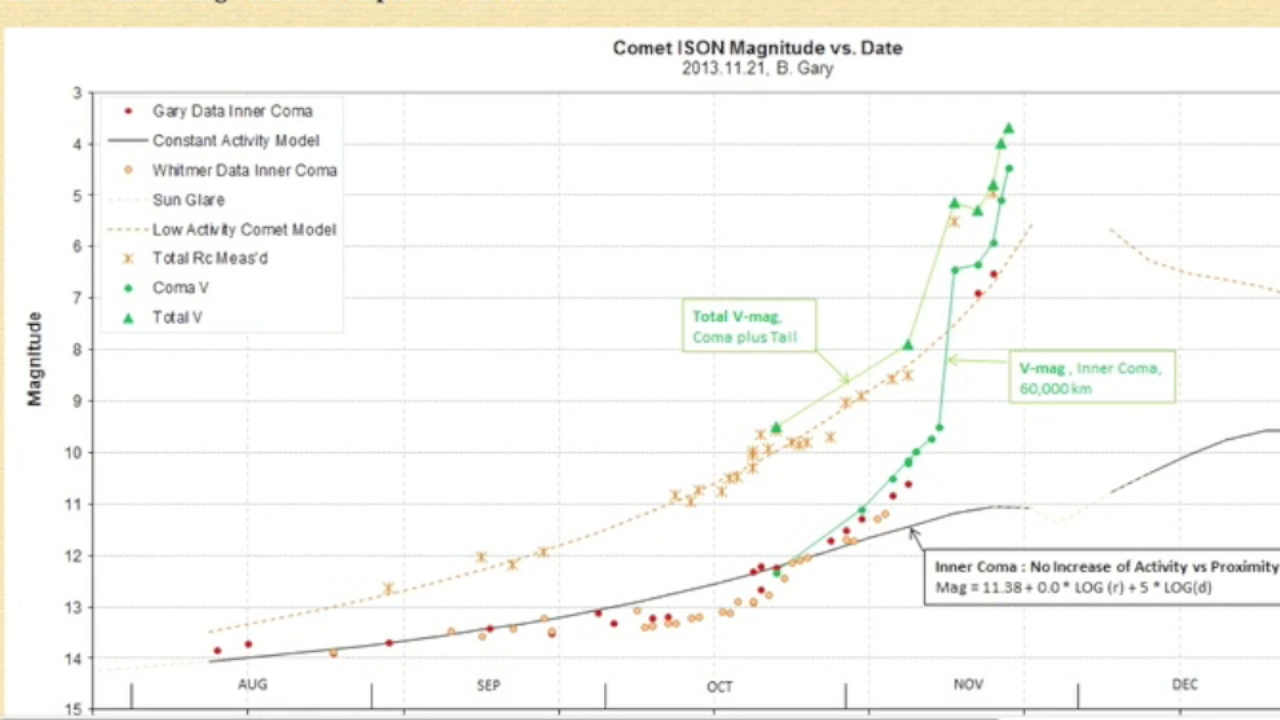 Comet ISON Magnitude vs. Date
2013.11.21, B. Gary
Gary Data Inner Coma
Constant Activity Model
Whitmer Data Inner Coma
Sun Glare
Low Activity Comet Model
Total Rc Meas'd
Coma V
Total V
Magnitude
3
4
5
6
7
8
9
10
11
12
13
14
15
Total V-mag,
Coma plus Tail
V-mag , Inner Coma,
60,000 km
Inner Coma : No Increase of Activity vs Proximity
Mag = 11.38 + 0.0 * LOG (r) + 5 * LOG(d)
AUG SEP OCT NOV DEC